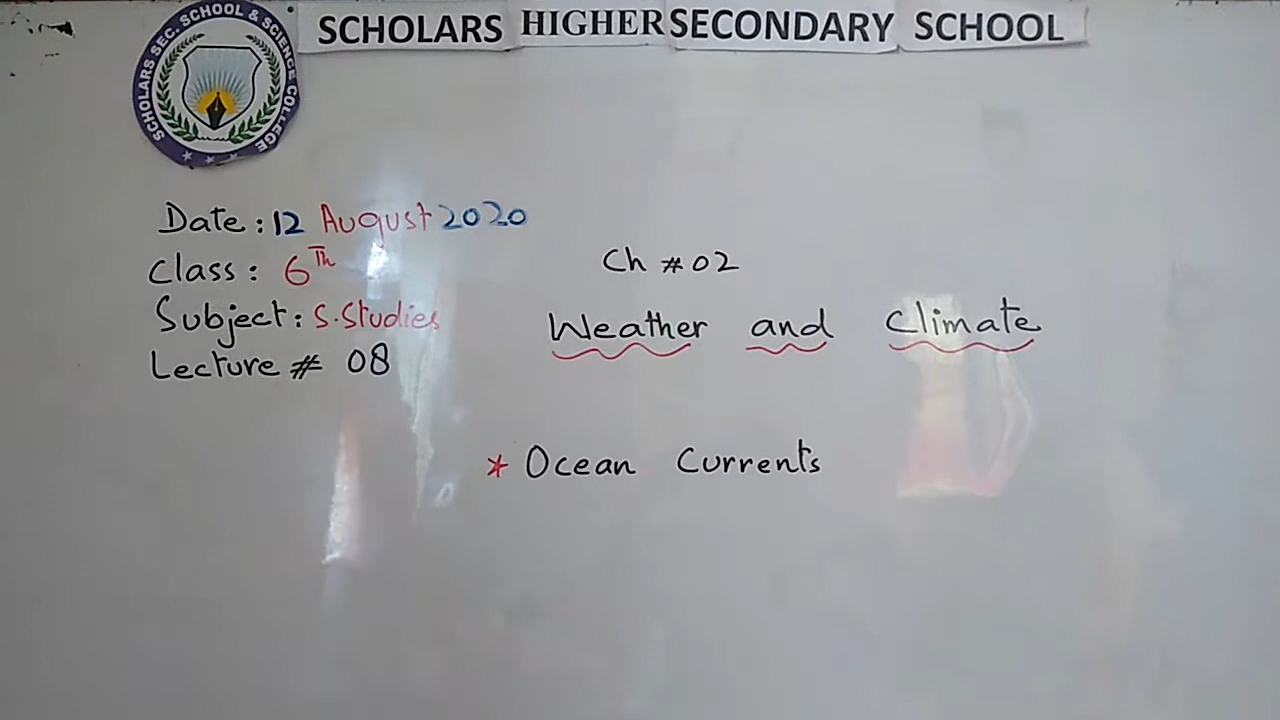 SCHOLARS HIGHER SECONDARY SCHOOL
SCHOLARS SEC. SCHOOL & SCIENCE COLLEGE
Date: 12 August 2020
Class: 6Th
Subject: S.Studies
Lecture # 08
Ch # 02
Weather and Climate
* Ocean Currents